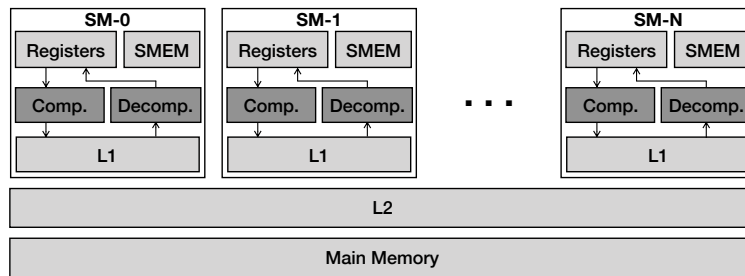 SM-0 SM-1 SM-N
Registers SMEM Registers SMEM Registers SMEM
Comp. Decomp. Comp. Decomp. . . . Comp. Decomp.
L1 L1 L1
L2
Main Memory